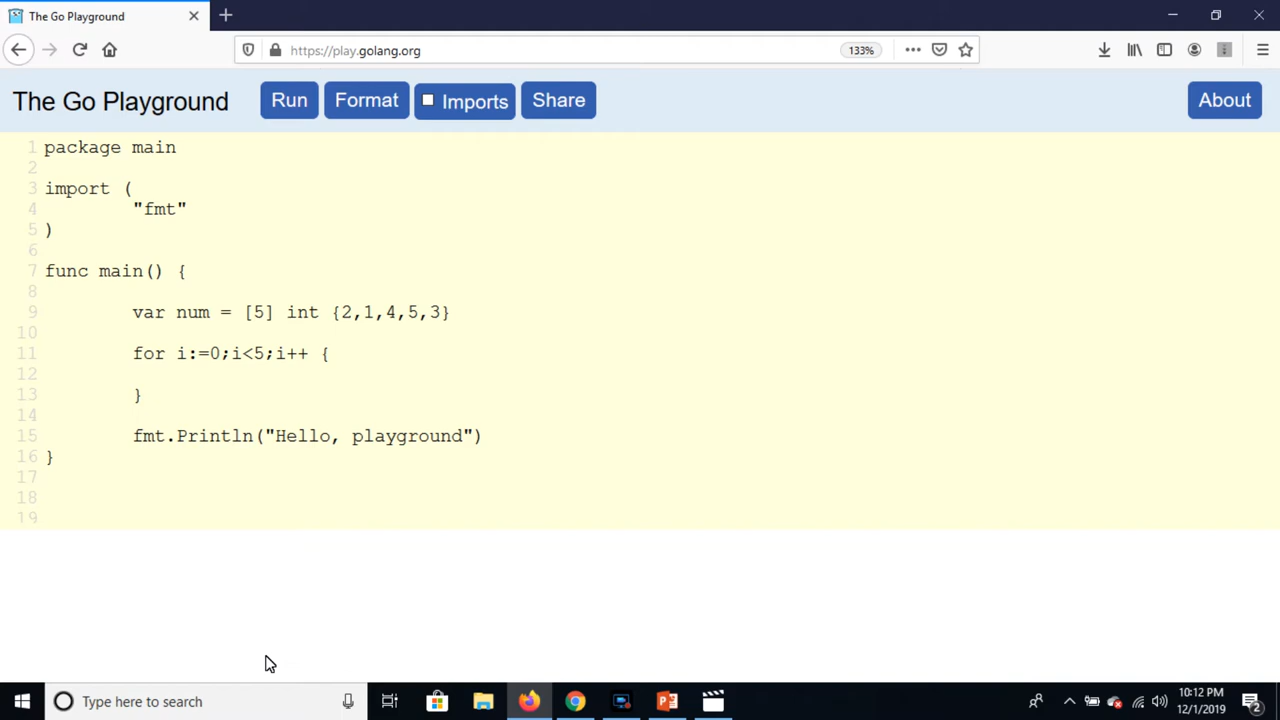 The Go Playground
https://play.golang.org
133%
The Go Playground
Run
Format
Imports
Share
About
1 package main
2
3 import (
4 "fmt"
5 )
6
7 func main() {
8
9 var num = [5] int {2,1,4,5,3}
10
11 for i:=0;i<5;i++ {
12
13 }
14
15 fmt.Println("Hello, playground")
16 }
17
18
19
Type here to search
10:12 PM
12/1/2019
2